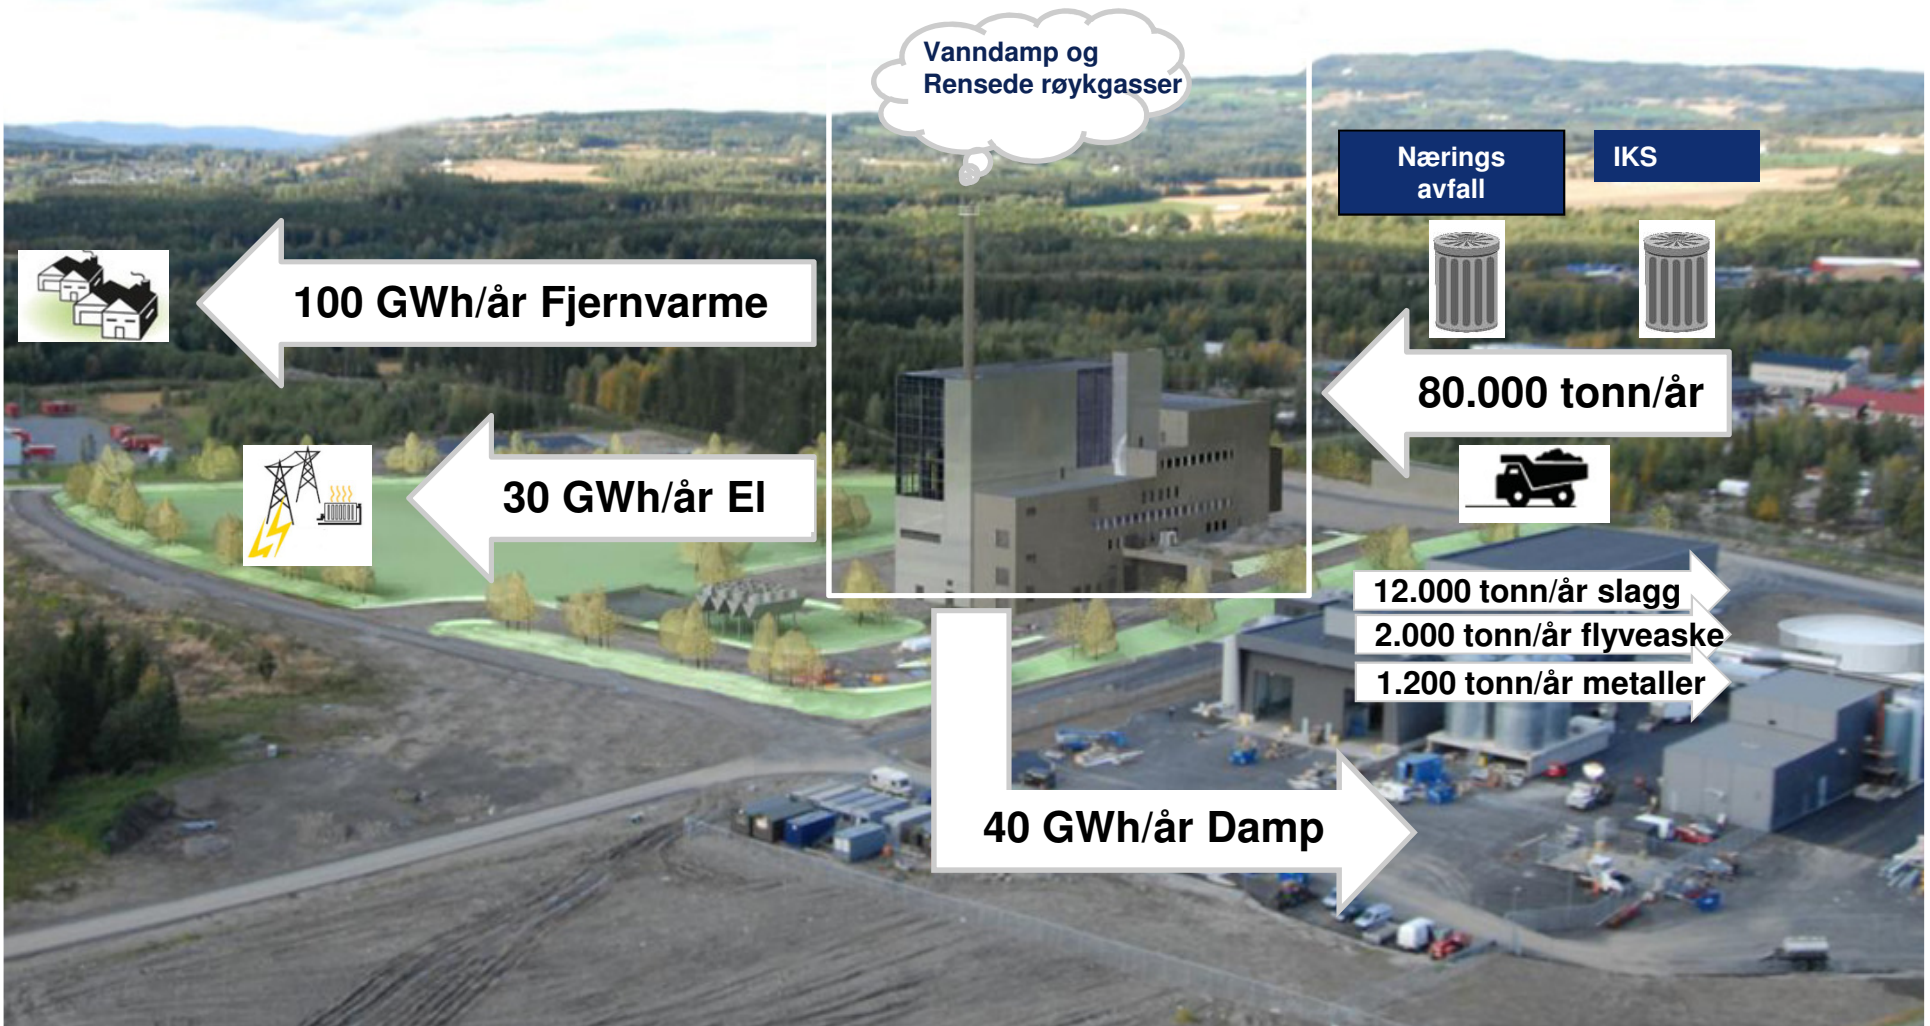 Vanndamp og
Rensede røykgasser
Nærings
avfall
IKS
100 GWh/år Fjernvarme
80.000 tonn/år
30 GWh/år El
12.000 tonn/år slagg
2.000 tonn/år flyveaske
1.200 tonn/år metaller
40 GWh/år Damp